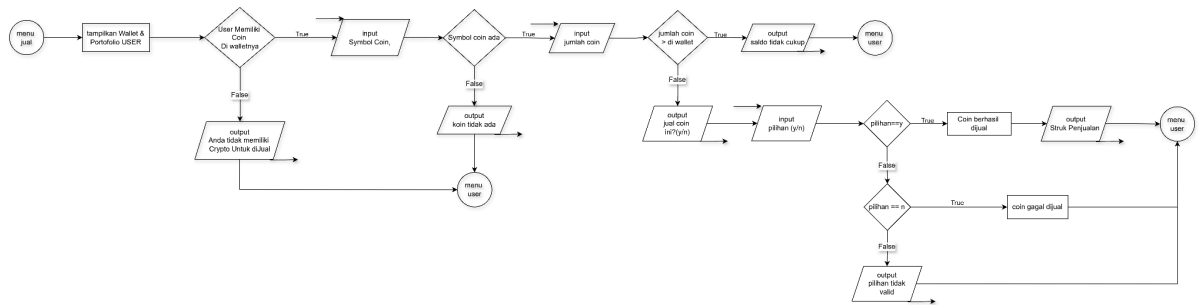 menu
jual
tampilkan Wallet &
Portofolio USER
User Memiliki
Coin
Di walletnya
True
input
Symbol Coin,
Symbol coin ada
True
input
jumlah coin
jumlah coin
> di wallet
True
output
saldo tidak cukup
menu
user
False
output
Anda tidak memiliki
Crypto Untuk diJual
False
output
koin tidak ada
menu
user
False
output
jual coin
ini?(y/n)
input
pilihan (y/n)
pilihan==y
True
Coin berhasil
dijual
output
Struk Penjualan
menu
user
False
pilihan == n
True
coin gagal dijual
False
output
pilihan tidak
valid